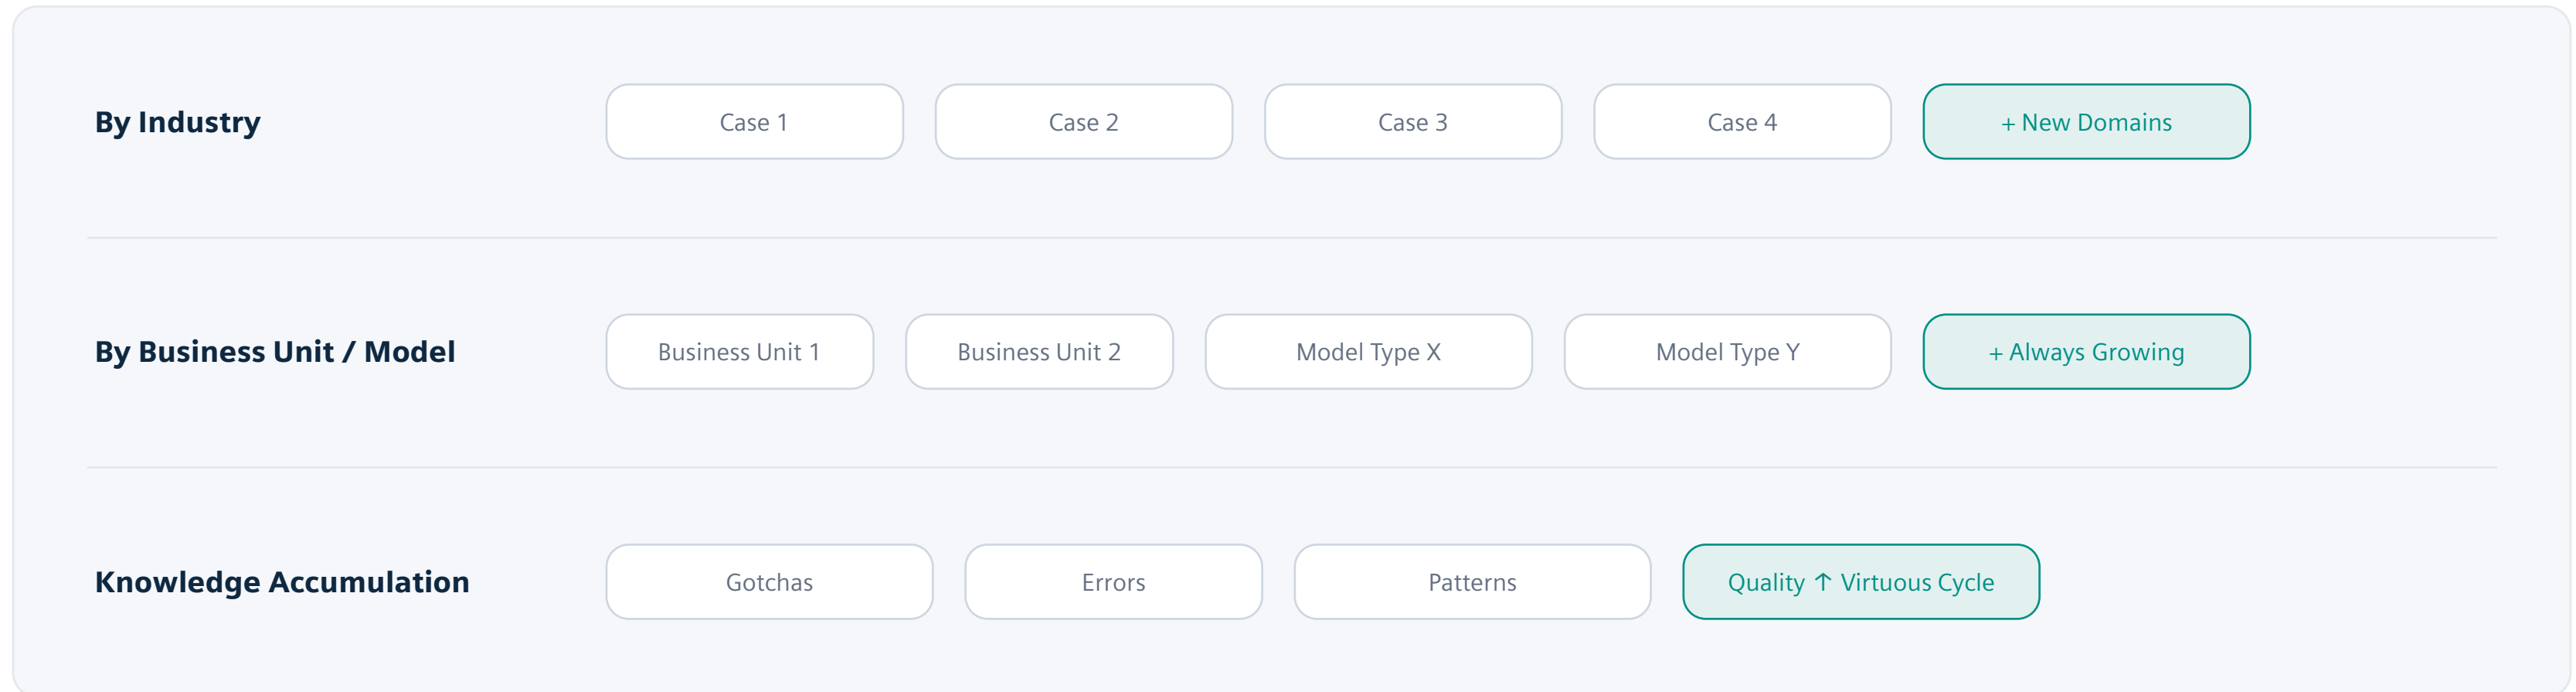 By Industry
Case 1
Case 2
Case 3
Case 4
+ New Domains
By Business Unit / Model
Business Unit 1
Business Unit 2
Model Type X
Model Type Y
+ Always Growing
Knowledge Accumulation
Gotchas
Errors
Patterns
Quality ↑ Virtuous Cycle